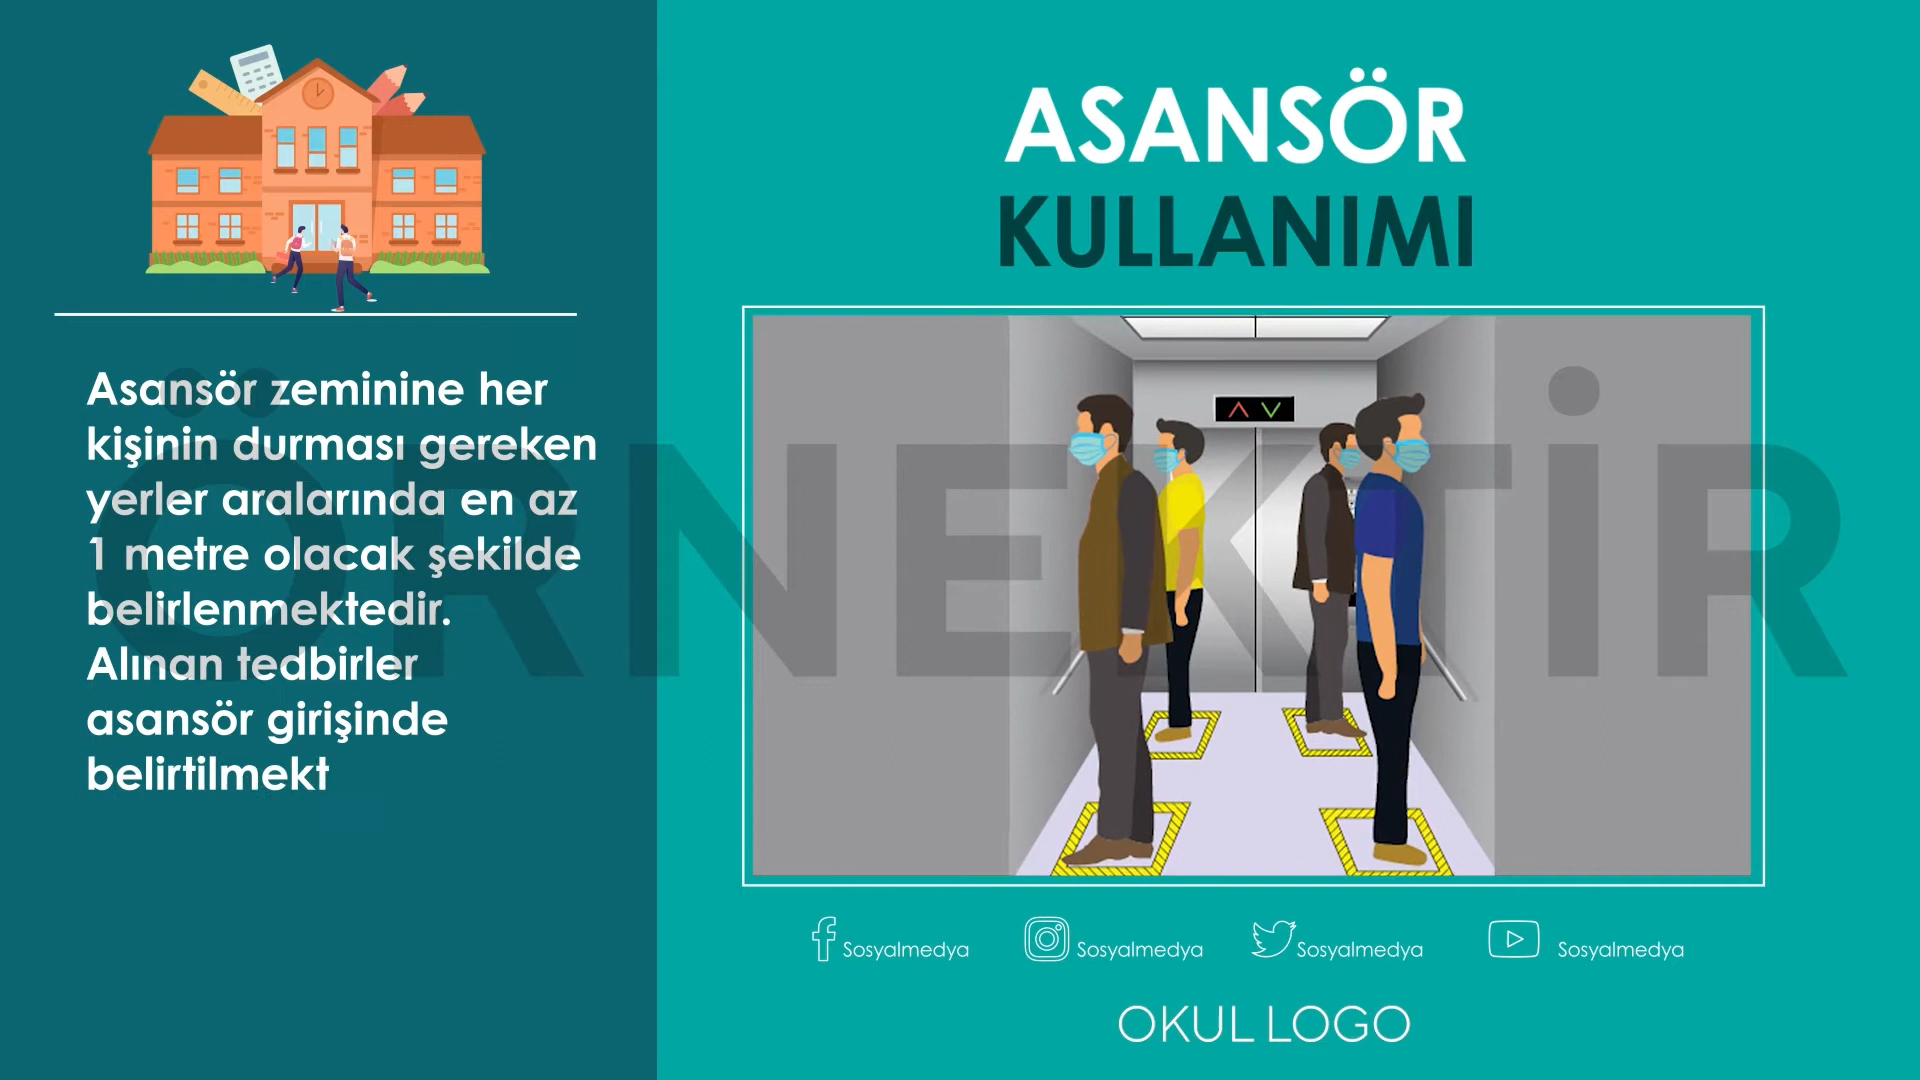 ASANSÖR
KULLANIMI
Asansör zeminine her
kişinin durması gereken
yerler aralarında en az
1 metre olacak şekilde
belirlenmektedir.
Alınan tedbirler
asansör girişinde
belirtilmekt
ÖRNEKTİR
Sosyalmedya
Sosyalmedya
Sosyalmedya
Sosyalmedya
OKUL LOGO